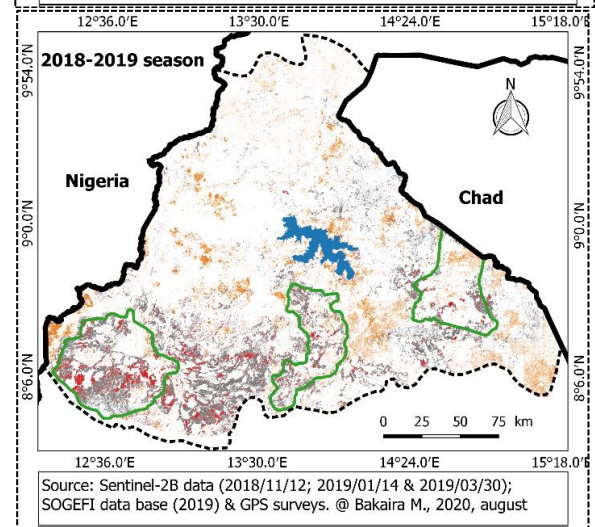 12°36.0'E 13°30.0'E 14°24.0'E 15°18.0'E
2018-2019 season
9°54.0'N 9°54.0'N
N
Nigeria
Chad
9°0.0'N 9°0.0'N
8°6.0'N 8°6.0'N
0 25 50 75 km
12°36.0'E 13°30.0'E 14°24.0'E 15°18.0'E
Source: Sentinel-2B data (2018/11/12; 2019/01/14 & 2019/03/30);
SOGEFI data base (2019) & GPS surveys. @ Bakaira M., 2020, august